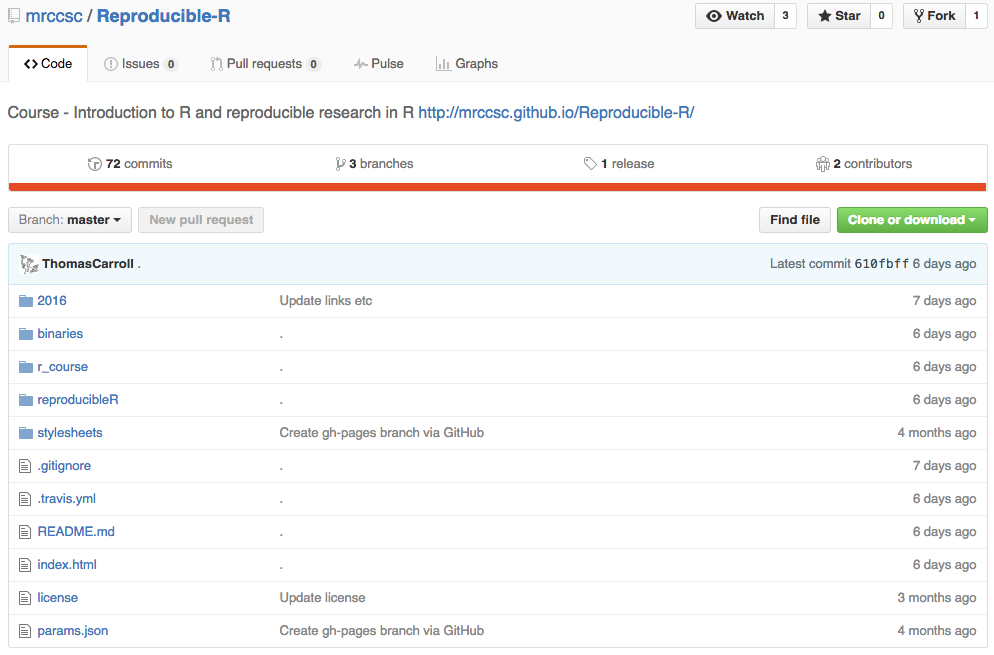 mrccsc / Reproducible-R Watch 3 Star 0 Fork 1
Code Issues 0 Pull requests 0 Pulse Graphs
Course - Introduction to R and reproducible research in R http://mrccsc.github.io/Reproducible-R/
72 commits 3 branches 1 release 2 contributors
Branch: master New pull request Find file Clone or download
ThomasCarroll . Latest commit 610fbff 6 days ago
2016 Update links etc 7 days ago
binaries . 6 days ago
r_course . 6 days ago
reproducibleR . 6 days ago
stylesheets Create gh-pages branch via GitHub 4 months ago
.gitignore . 7 days ago
.travis.yml . 6 days ago
README.md . 6 days ago
index.html . 6 days ago
license Update license 3 months ago
params.json Create gh-pages branch via GitHub 4 months ago